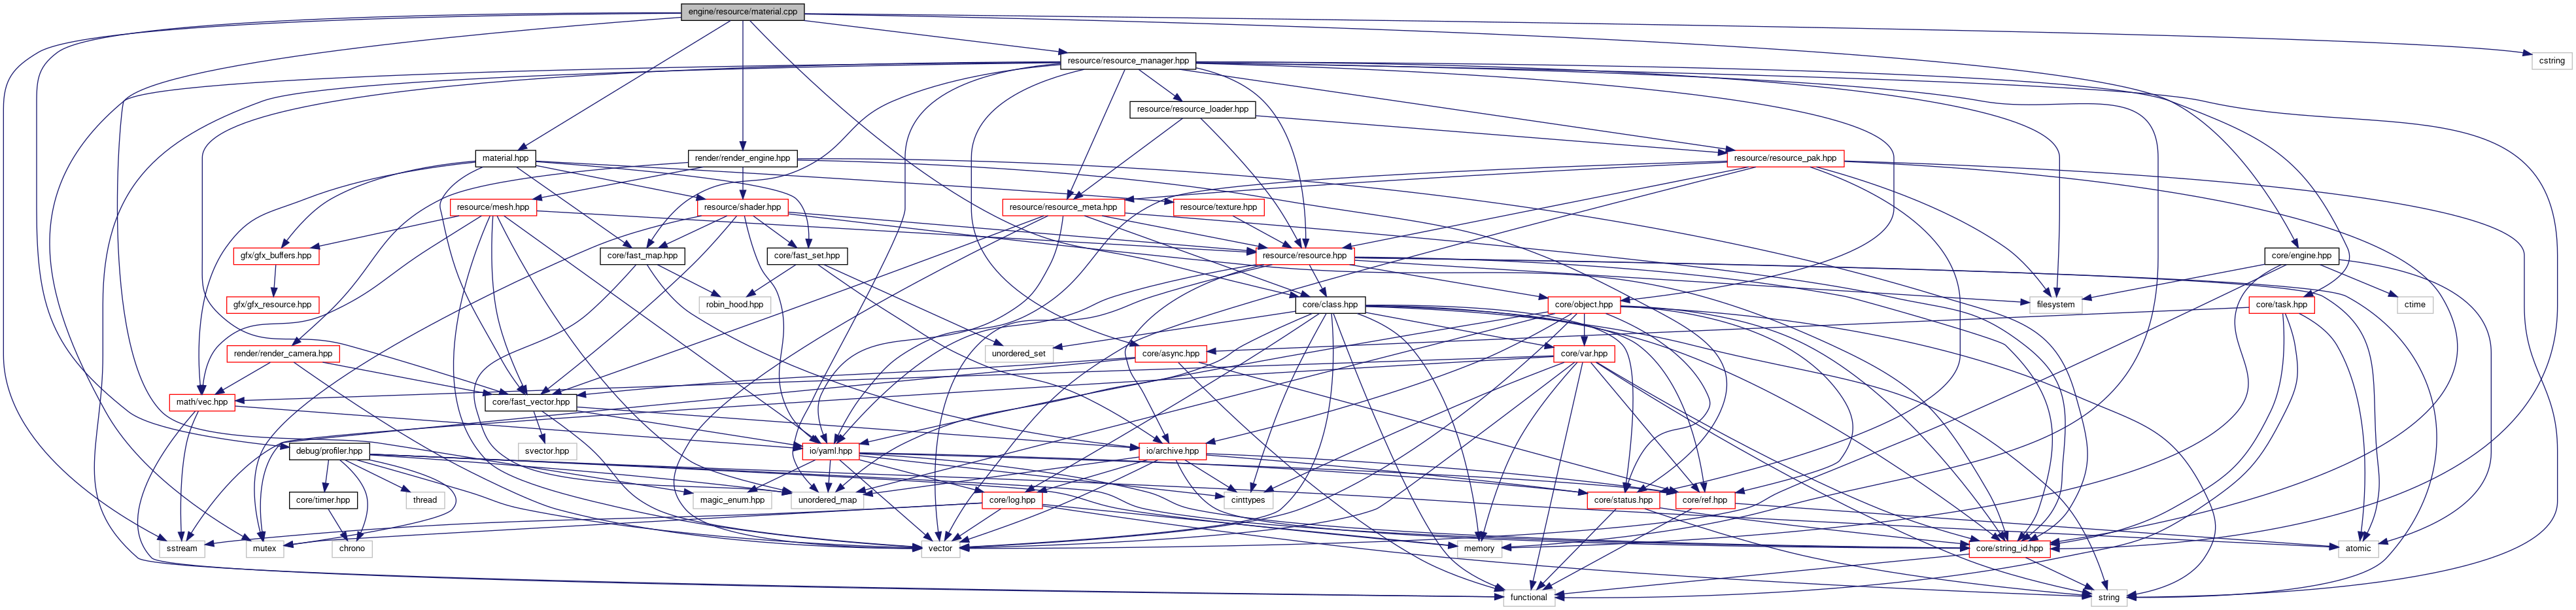 engine/resource/material.cpp
resource/resource_manager.hpp
cstring
resource/resource_loader.hpp
material.hpp
render/render_engine.hpp
resource/resource_pak.hpp
resource/mesh.hpp
resource/shader.hpp
resource/resource_meta.hpp
resource/texture.hpp
gfx/gfx_buffers.hpp
core/fast_map.hpp
core/fast_set.hpp
resource/resource.hpp
core/engine.hpp
gfx/gfx_resource.hpp
robin_hood.hpp
core/class.hpp
core/object.hpp
filesystem
core/task.hpp
ctime
render/render_camera.hpp
unordered_set
core/async.hpp
core/var.hpp
math/vec.hpp
core/fast_vector.hpp
debug/profiler.hpp
svector.hpp
io/yaml.hpp
io/archive.hpp
core/timer.hpp
thread
magic_enum.hpp
unordered_map
core/log.hpp
cinttypes
core/status.hpp
core/ref.hpp
sstream
mutex
chrono
vector
memory
core/string_id.hpp
atomic
functional
string